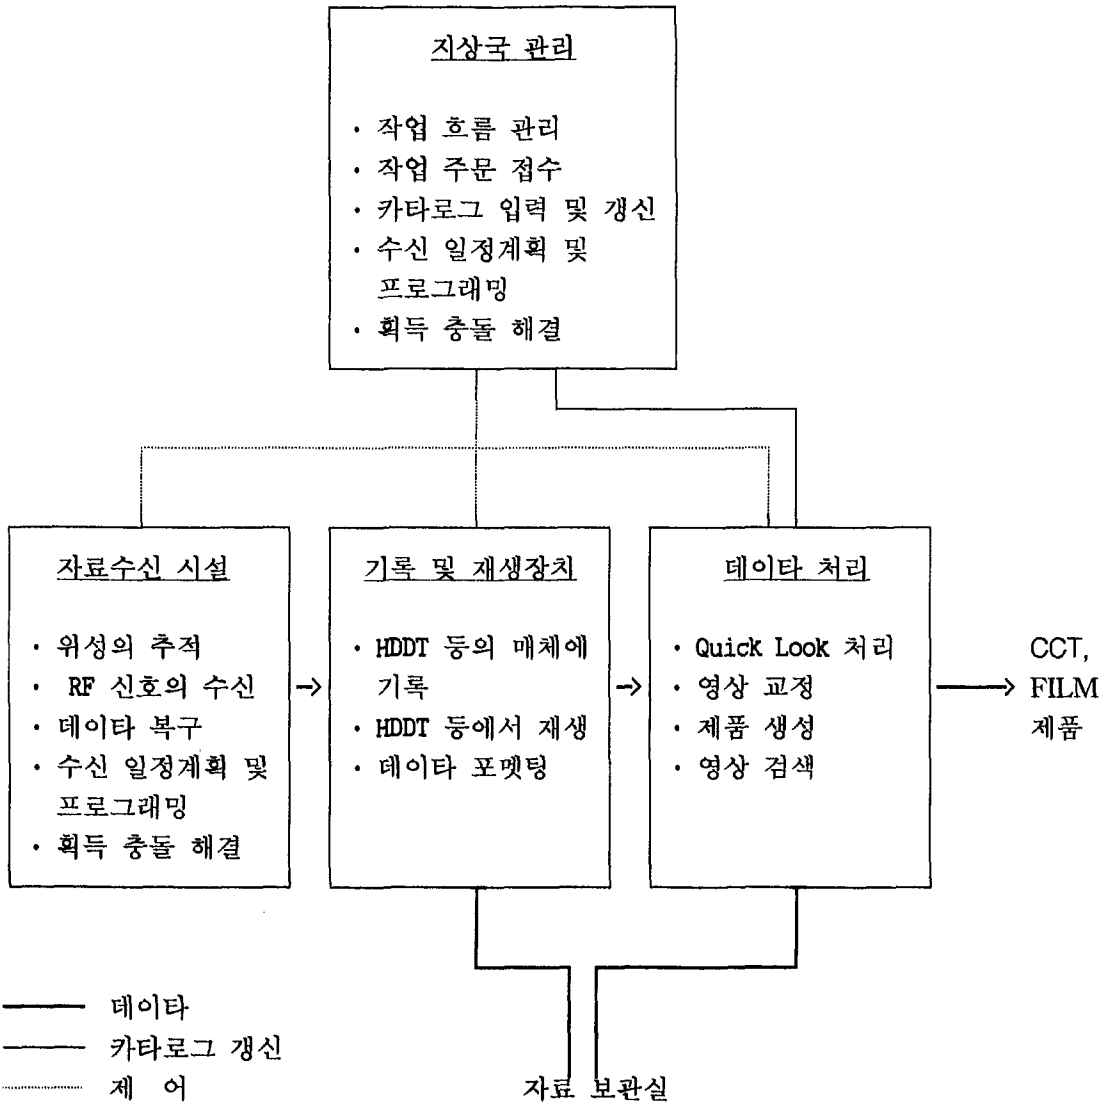 지상국 관리
· 작업 흐름 관리
· 작업 주문 접수
· 카타로그 입력 및 갱신
· 수신 일정계획 및
프로그래밍
· 획득 충돌 해결
자료수신 시설
· 위성의 추적
· RF 신호의 수신
· 데이타 복구
· 수신 일정계획 및
프로그래밍
· 획득 충돌 해결
기록 및 재생장치
· HDDT 등의 매체에
기록
· HDDT 등에서 재생
· 데이타 포멧팅
데이타 처리
· Quick Look 처리
· 영상 교정
· 제품 생성
· 영상 검색
CCT,
FILM
제품
데이타
카타로그 갱신
제 어
자료 보관실